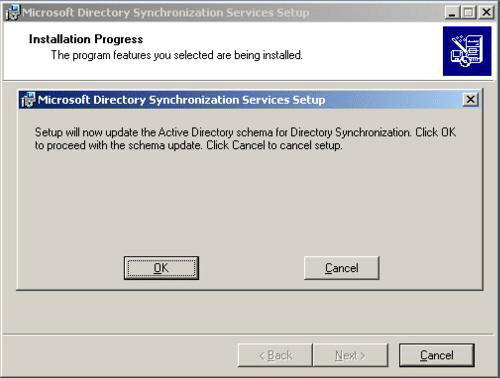 Microsoft Directory Synchronization Services Setup
Installation Progress
The program features you selected are being installed.
Microsoft Directory Synchronization Services Setup
Setup will now update the Active Directory schema for Directory Synchronization. Click OK
to proceed with the schema update. Click Cancel to cancel setup.
OK
Cancel
< Back
Next >
Cancel